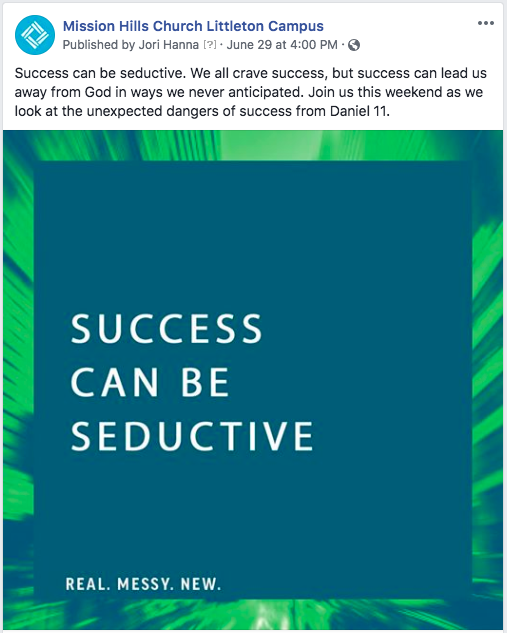 Mission Hills Church Littleton Campus
Published by Jori Hanna [?] · June 29 at 4:00 PM ·
Success can be seductive. We all crave success, but success can lead us
away from God in ways we never anticipated. Join us this weekend as we
look at the unexpected dangers of success from Daniel 11.
SUCCESS
CAN BE
SEDUCTIVE
REAL. MESSY. NEW.